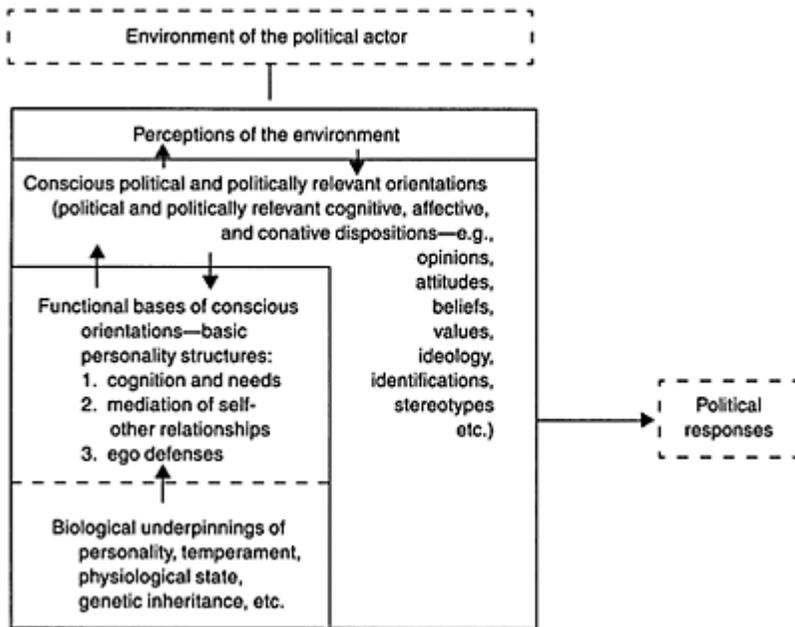 Environment of the political actor
Perceptions of the environment
Conscious political and politically relevant orientations
(political and politically relevant cognitive, affective,
and conative dispositions—e.g.,
opinions,
attitudes,
beliefs,
values,
ideology,
identifications,
stereotypes
etc.)
Functional bases of conscious
orientations—basic
personality structures:
1. cognition and needs
2. mediation of self-
other relationships
3. ego defenses
Biological underpinnings of
personality, temperament,
physiological state,
genetic inheritance, etc.
Political
responses